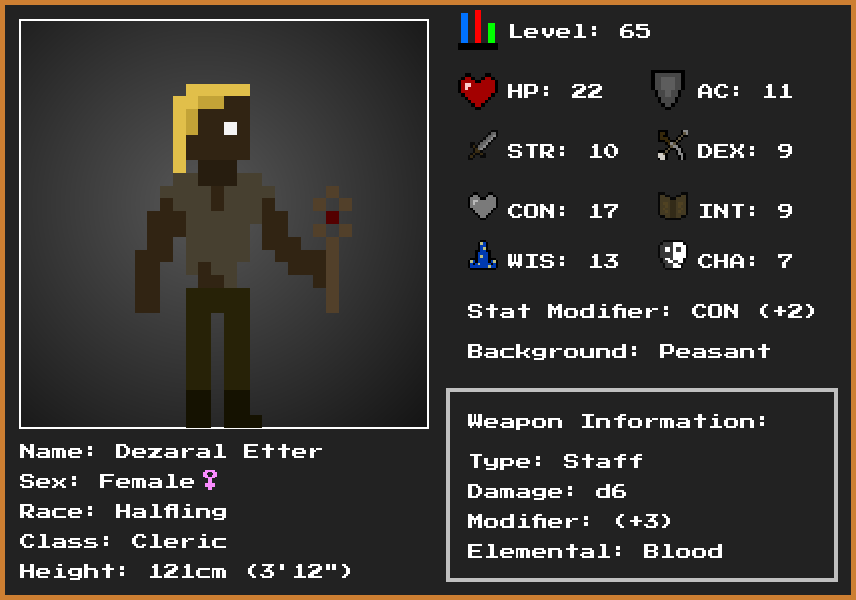 Level: 65
HP: 22 AC: 11
STR: 10 DEX: 9
CON: 17 INT: 9
WIS: 13 CHA: 7
Stat Modifier: CON (+2)
Background: Peasant
Weapon Information:
Type: Staff
Damage: d6
Modifier: (+3)
Elemental: Blood
Name: Dezaral Etter
Sex: Female♀
Race: Halfling
Class: Cleric
Height: 121cm (3'12")